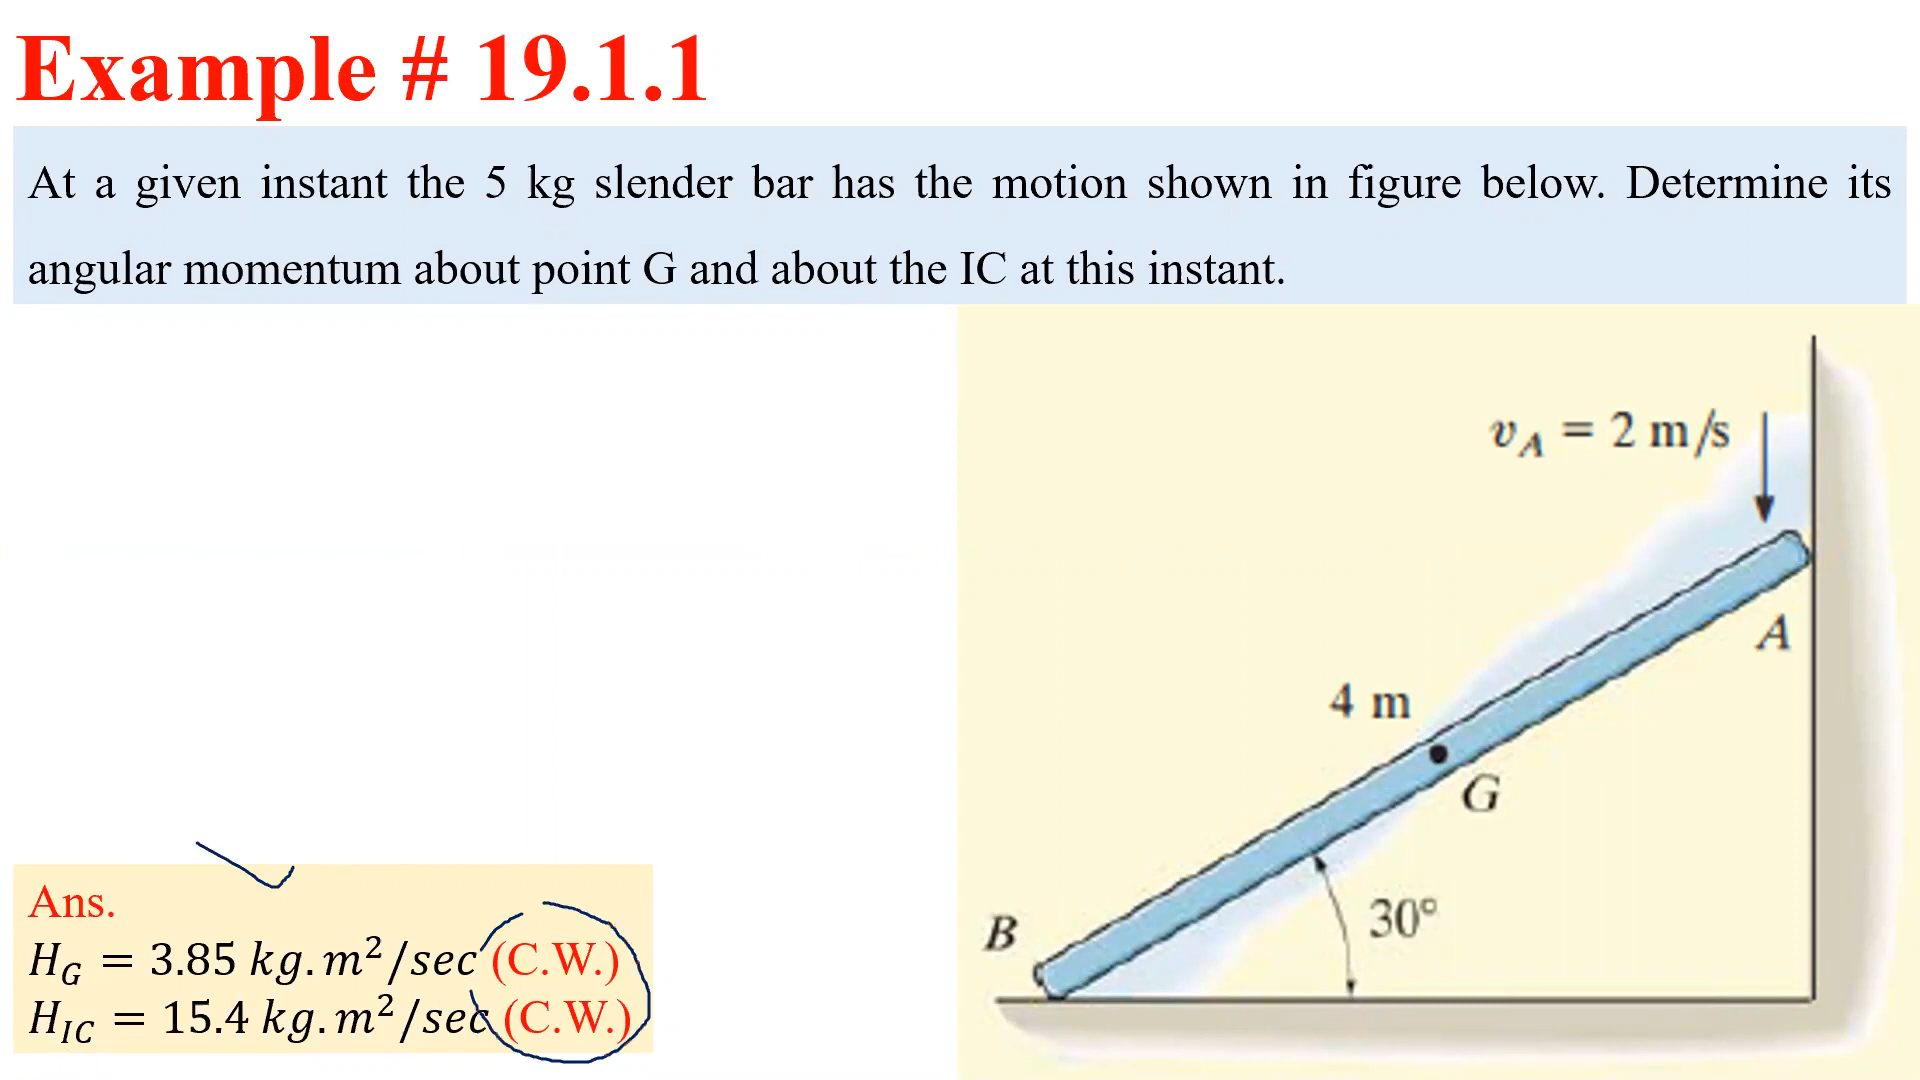 Example # 19.1.1
At a given instant the 5 kg slender bar has the motion shown in figure below. Determine its
angular momentum about point G and about the IC at this instant.
v_A = 2 m/s
A
4 m
G
30°
B
Ans.
H_G = 3.85 kg.m²/sec (C.W.)
H_IC = 15.4 kg.m²/sec (C.W.)